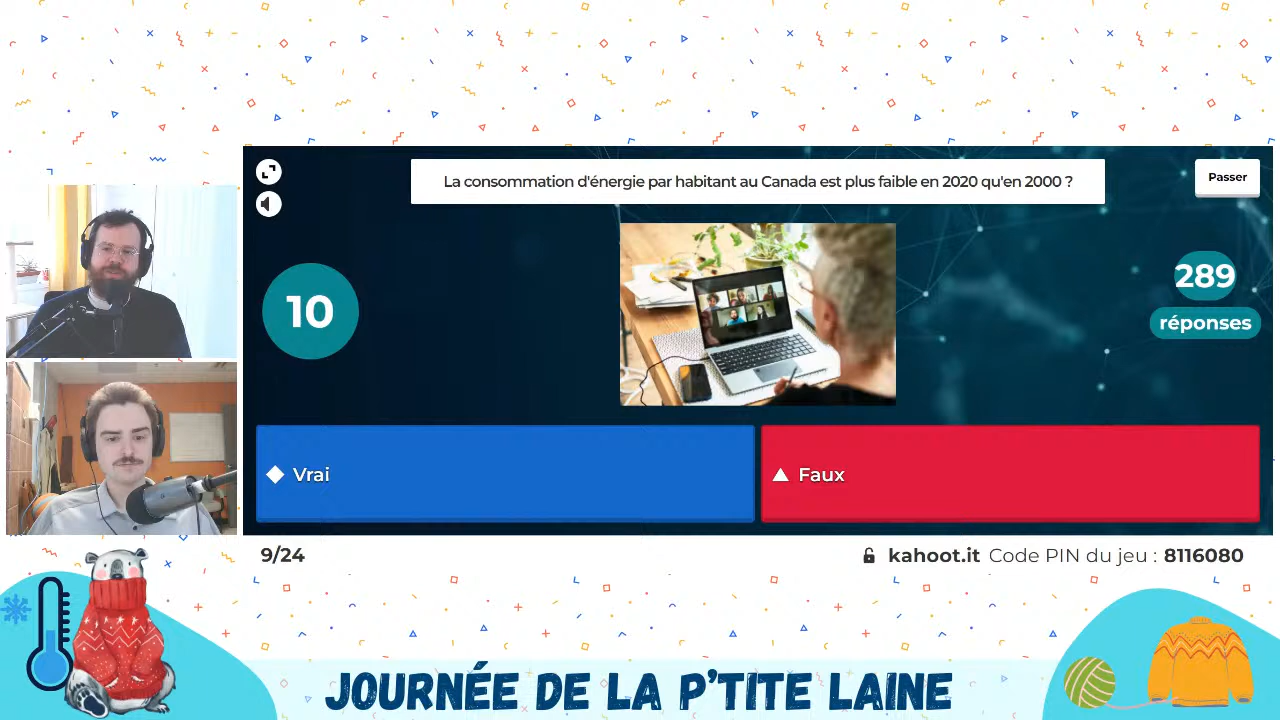 La consommation d'énergie par habitant au Canada est plus faible en 2020 qu'en 2000 ?
Passer
10
289
réponses
Vrai
Faux
9/24
kahoot.it Code PIN du jeu : 8116080
JOURNÉE DE LA P'TITE LAINE